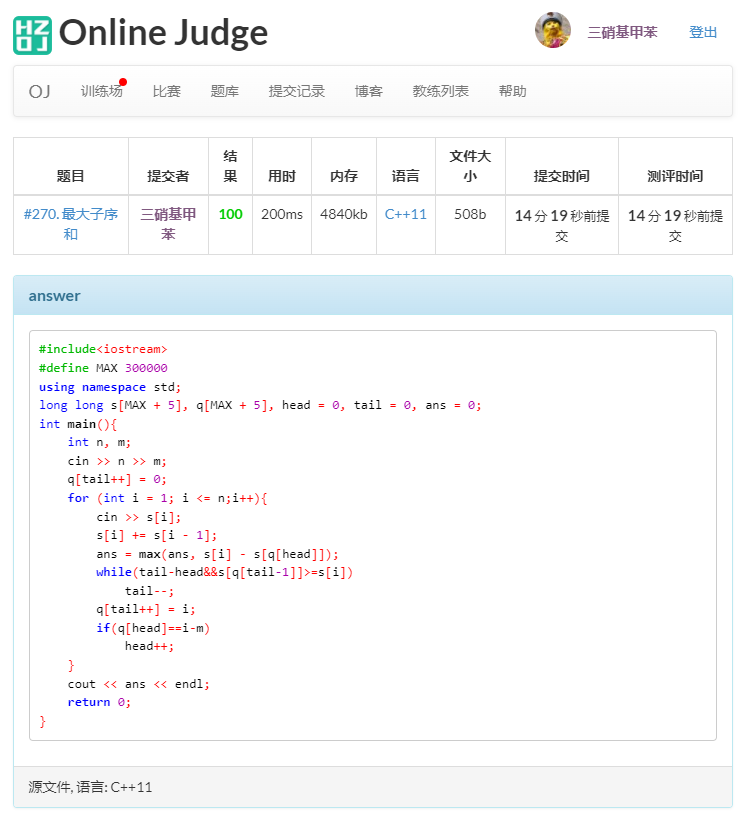 HZ
OJ
Online Judge
三硝基甲苯
登出
OJ 训练场 比赛 题库 提交记录 博客 教练列表 帮助
题目 提交者 结果 用时 内存 语言 文件大小 提交时间 测评时间
#270. 最大子序和 三硝基甲苯 100 200ms 4840kb C++11 508b 14 分 19 秒前提交 14 分 19 秒前提交
answer
#include<iostream>
#define MAX 300000
using namespace std;
long long s[MAX + 5], q[MAX + 5], head = 0, tail = 0, ans = 0;
int main(){
    int n, m;
    cin >> n >> m;
    q[tail++] = 0;
    for (int i = 1; i <= n;i++){
        cin >> s[i];
        s[i] += s[i - 1];
        ans = max(ans, s[i] - s[q[head]]);
        while(tail-head&&s[q[tail-1]]>=s[i])
            tail--;
        q[tail++] = i;
        if(q[head]==i-m)
            head++;
    }
    cout << ans << endl;
    return 0;
}
源文件, 语言: C++11